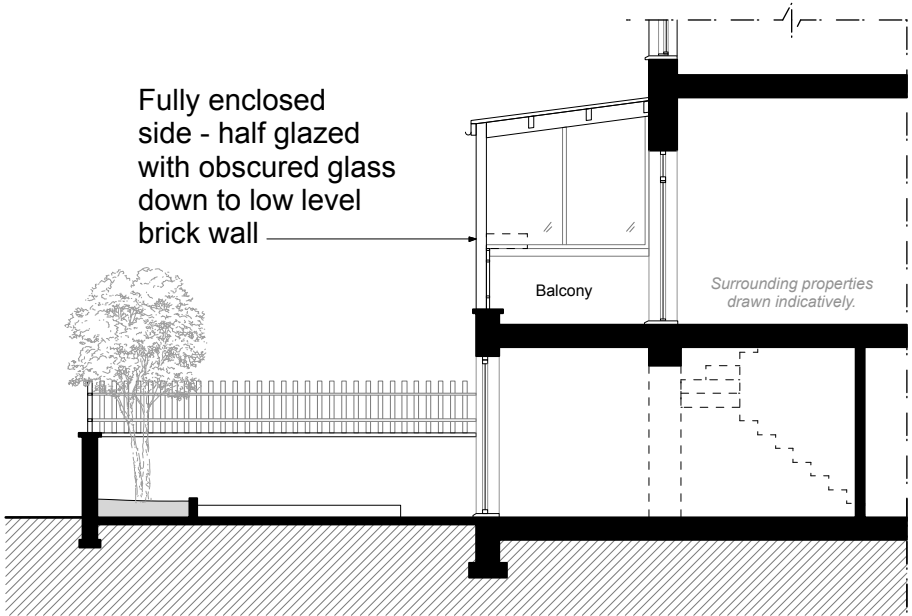 Fully enclosed
side - half glazed
with obscured glass
down to low level
brick wall
Balcony
Surrounding properties
drawn indicatively.